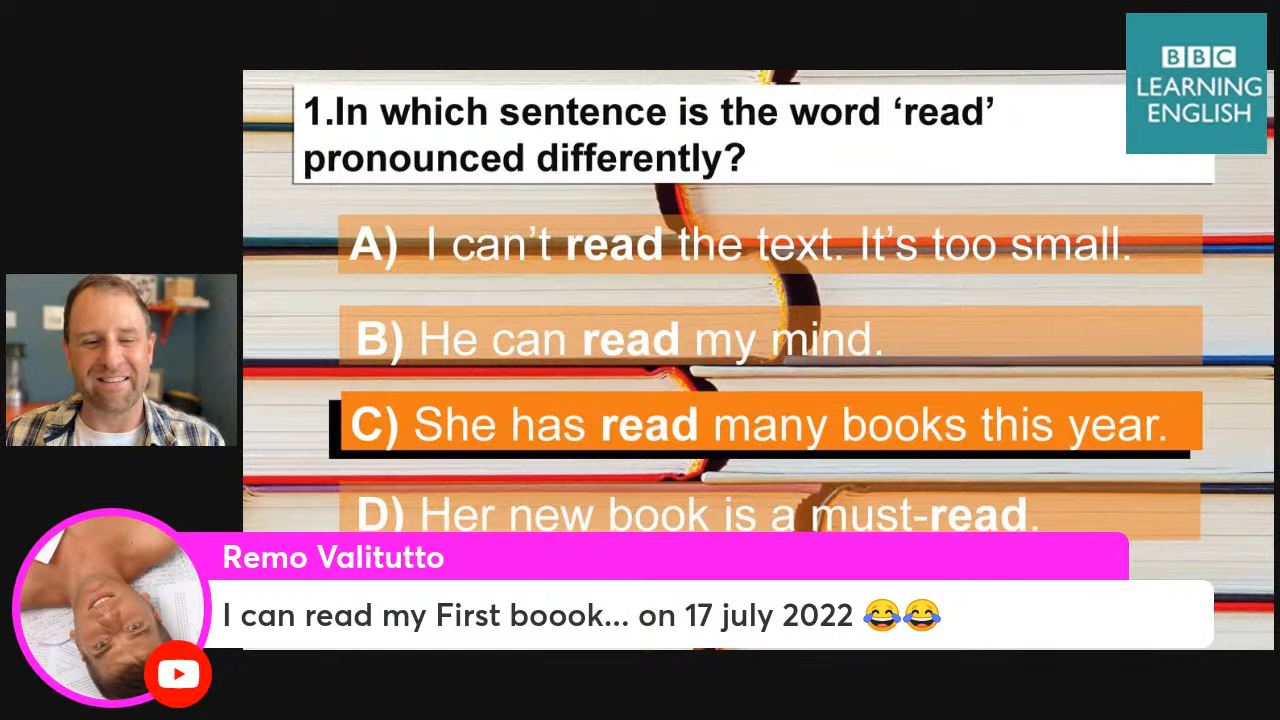 BBC
LEARNING
ENGLISH
1.In which sentence is the word ‘read’
pronounced differently?
A) I can’t read the text. It’s too small.
B) He can read my mind.
C) She has read many books this year.
D) Her new book is a must-read.
Remo Valitutto
I can read my First boook... on 17 july 2022 😂😂